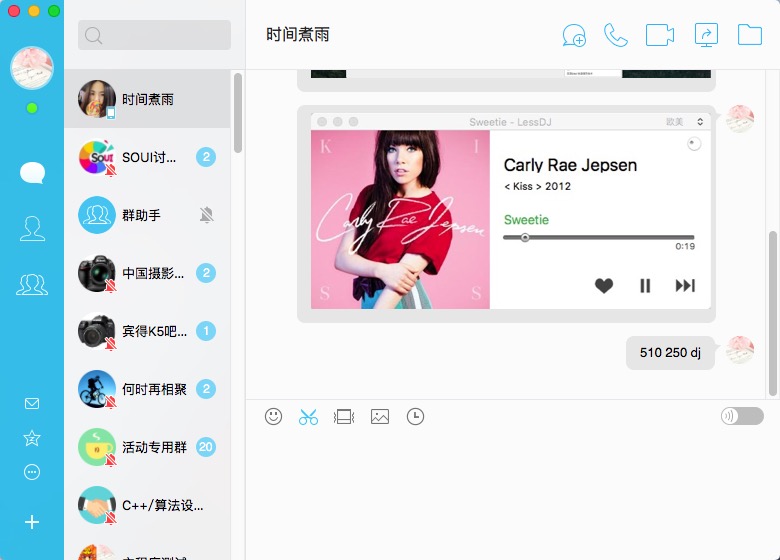 时间煮雨
SOUI讨...
2
群助手
中国摄影...
2
宾得K5吧...
1
何时再相聚
2
活动专用群
20
C++/算法设...
时间煮雨
Sweetie - LessDJ
欧美
K I
Carly Rae Jepsen
S S
Carly Rae Jepsen
< Kiss > 2012
Sweetie
0:19
510 250 dj